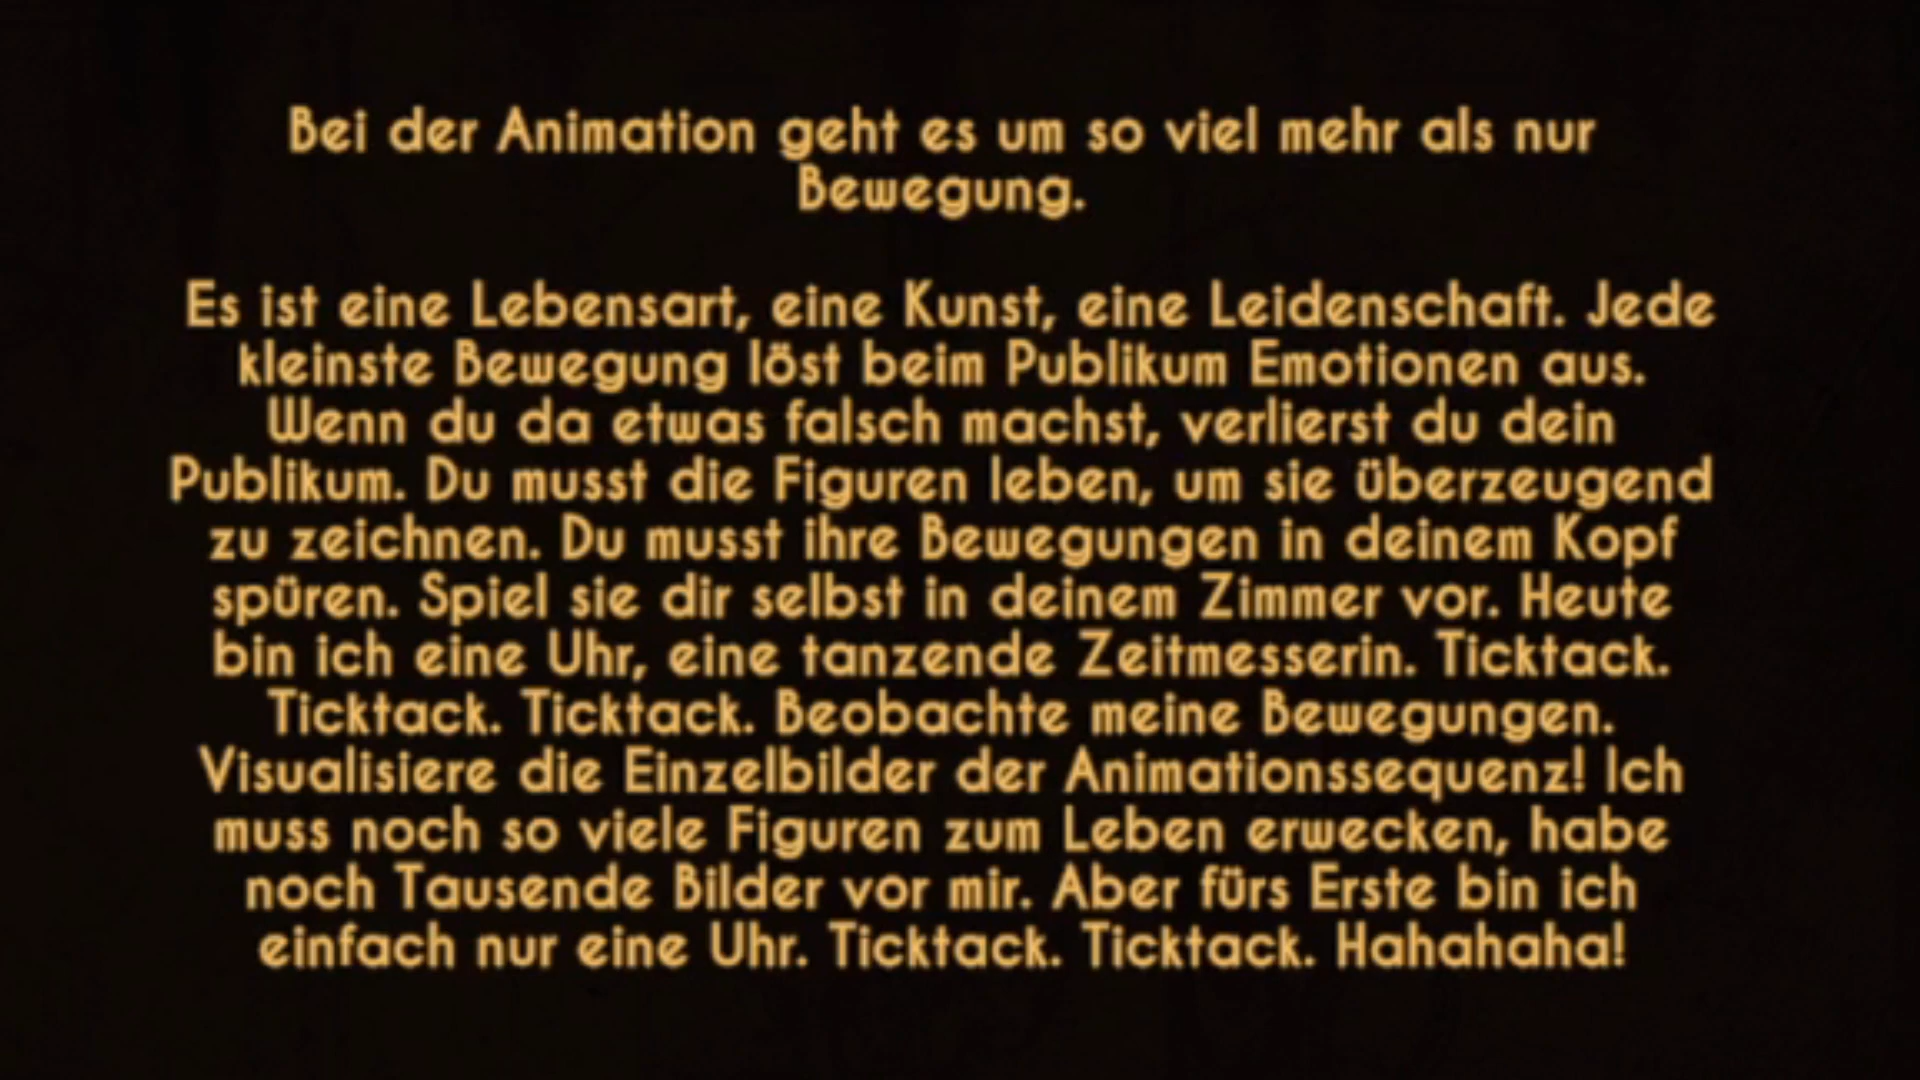 Bei der Animation geht es um so viel mehr als nur
Bewegung.
Es ist eine Lebensart, eine Kunst, eine Leidenschaft. Jede
kleinste Bewegung löst beim Publikum Emotionen aus.
Wenn du da etwas falsch machst, verlierst du dein
Publikum. Du musst die Figuren leben, um sie überzeugend
zu zeichnen. Du musst ihre Bewegungen in deinem Kopf
spüren. Spiel sie dir selbst in deinem Zimmer vor. Heute
bin ich eine Uhr, eine tanzende Zeitmesserin. Ticktack.
Ticktack. Ticktack. Beobachte meine Bewegungen.
Visualisiere die Einzelbilder der Animationssequenz! Ich
muss noch so viele Figuren zum Leben erwecken, habe
noch Tausende Bilder vor mir. Aber fürs Erste bin ich
einfach nur eine Uhr. Ticktack. Ticktack. Hahahaha!